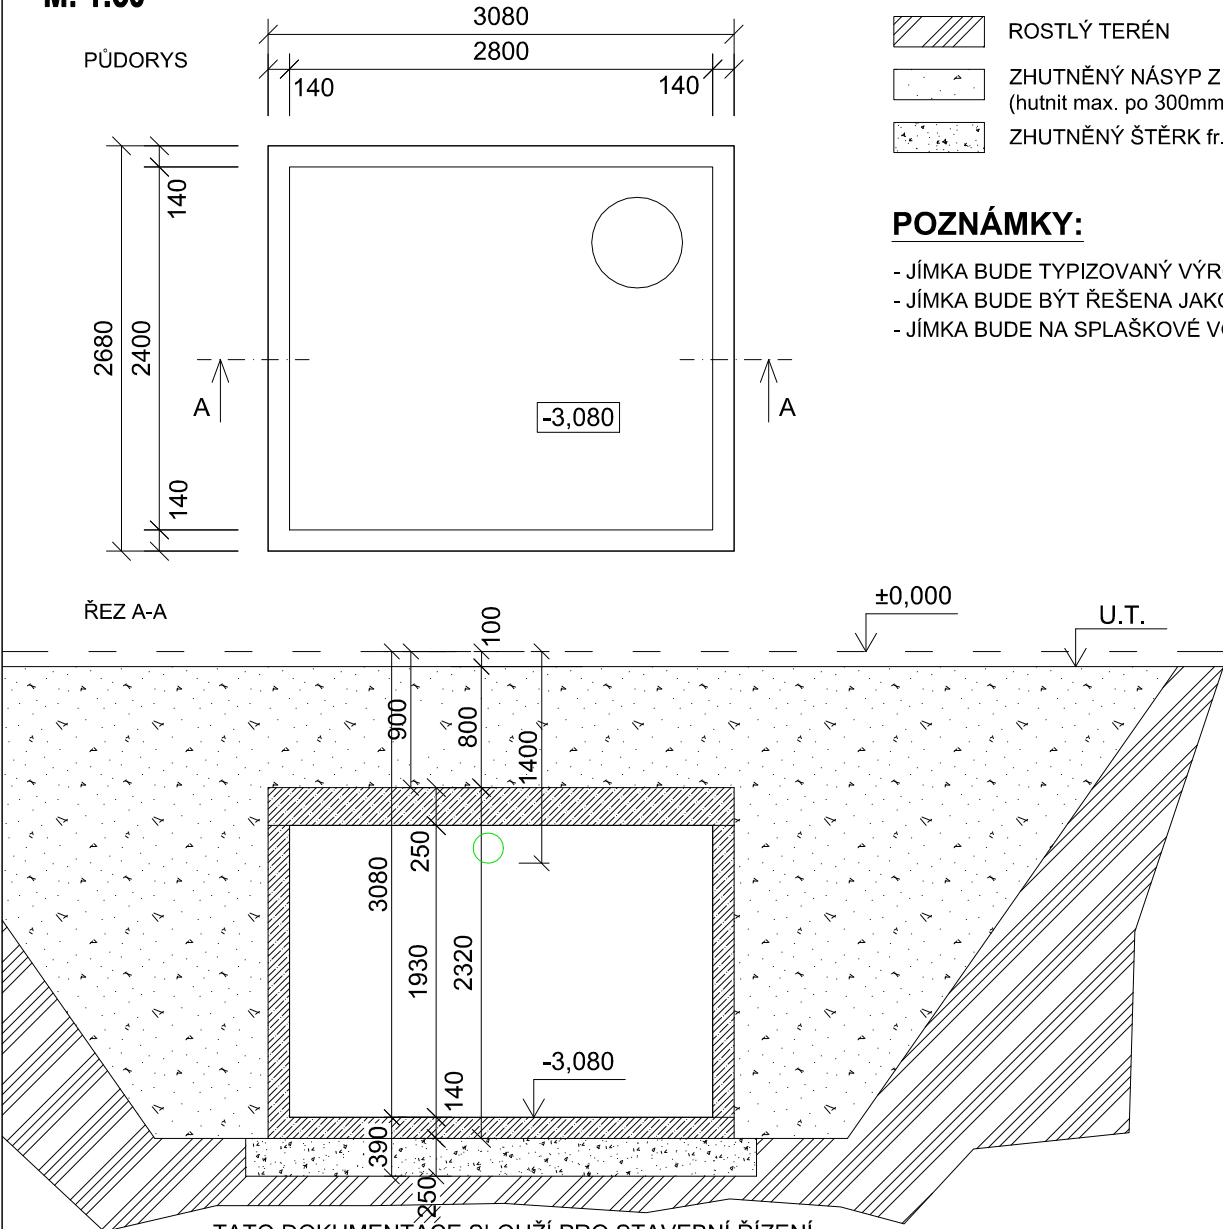 M. 1:50
PŮDORYS
3080
2800
140
140
ROSTLÝ TERÉN
ZHUTNĚNÝ NÁSYP Z
(hutnit max. po 300mm
ZHUTNĚNÝ ŠTĚRK fr.
POZNÁMKY:
- JÍMKA BUDE TYPIZOVANÝ VÝR
- JÍMKA BUDE BÝT ŘEŠENA JAKO
- JÍMKA BUDE NA SPLAŠKOVÉ
140
2680
2400
140
A
A
-3,080
ŘEZ A-A
±0,000
U.T.
100
900
800
1400
250
3080
1930
2320
140
-3,080
390
250
TATO DOKUMENTACE SLOUŽÍ PRO STAVEBNÍ ŘÍZENÍ